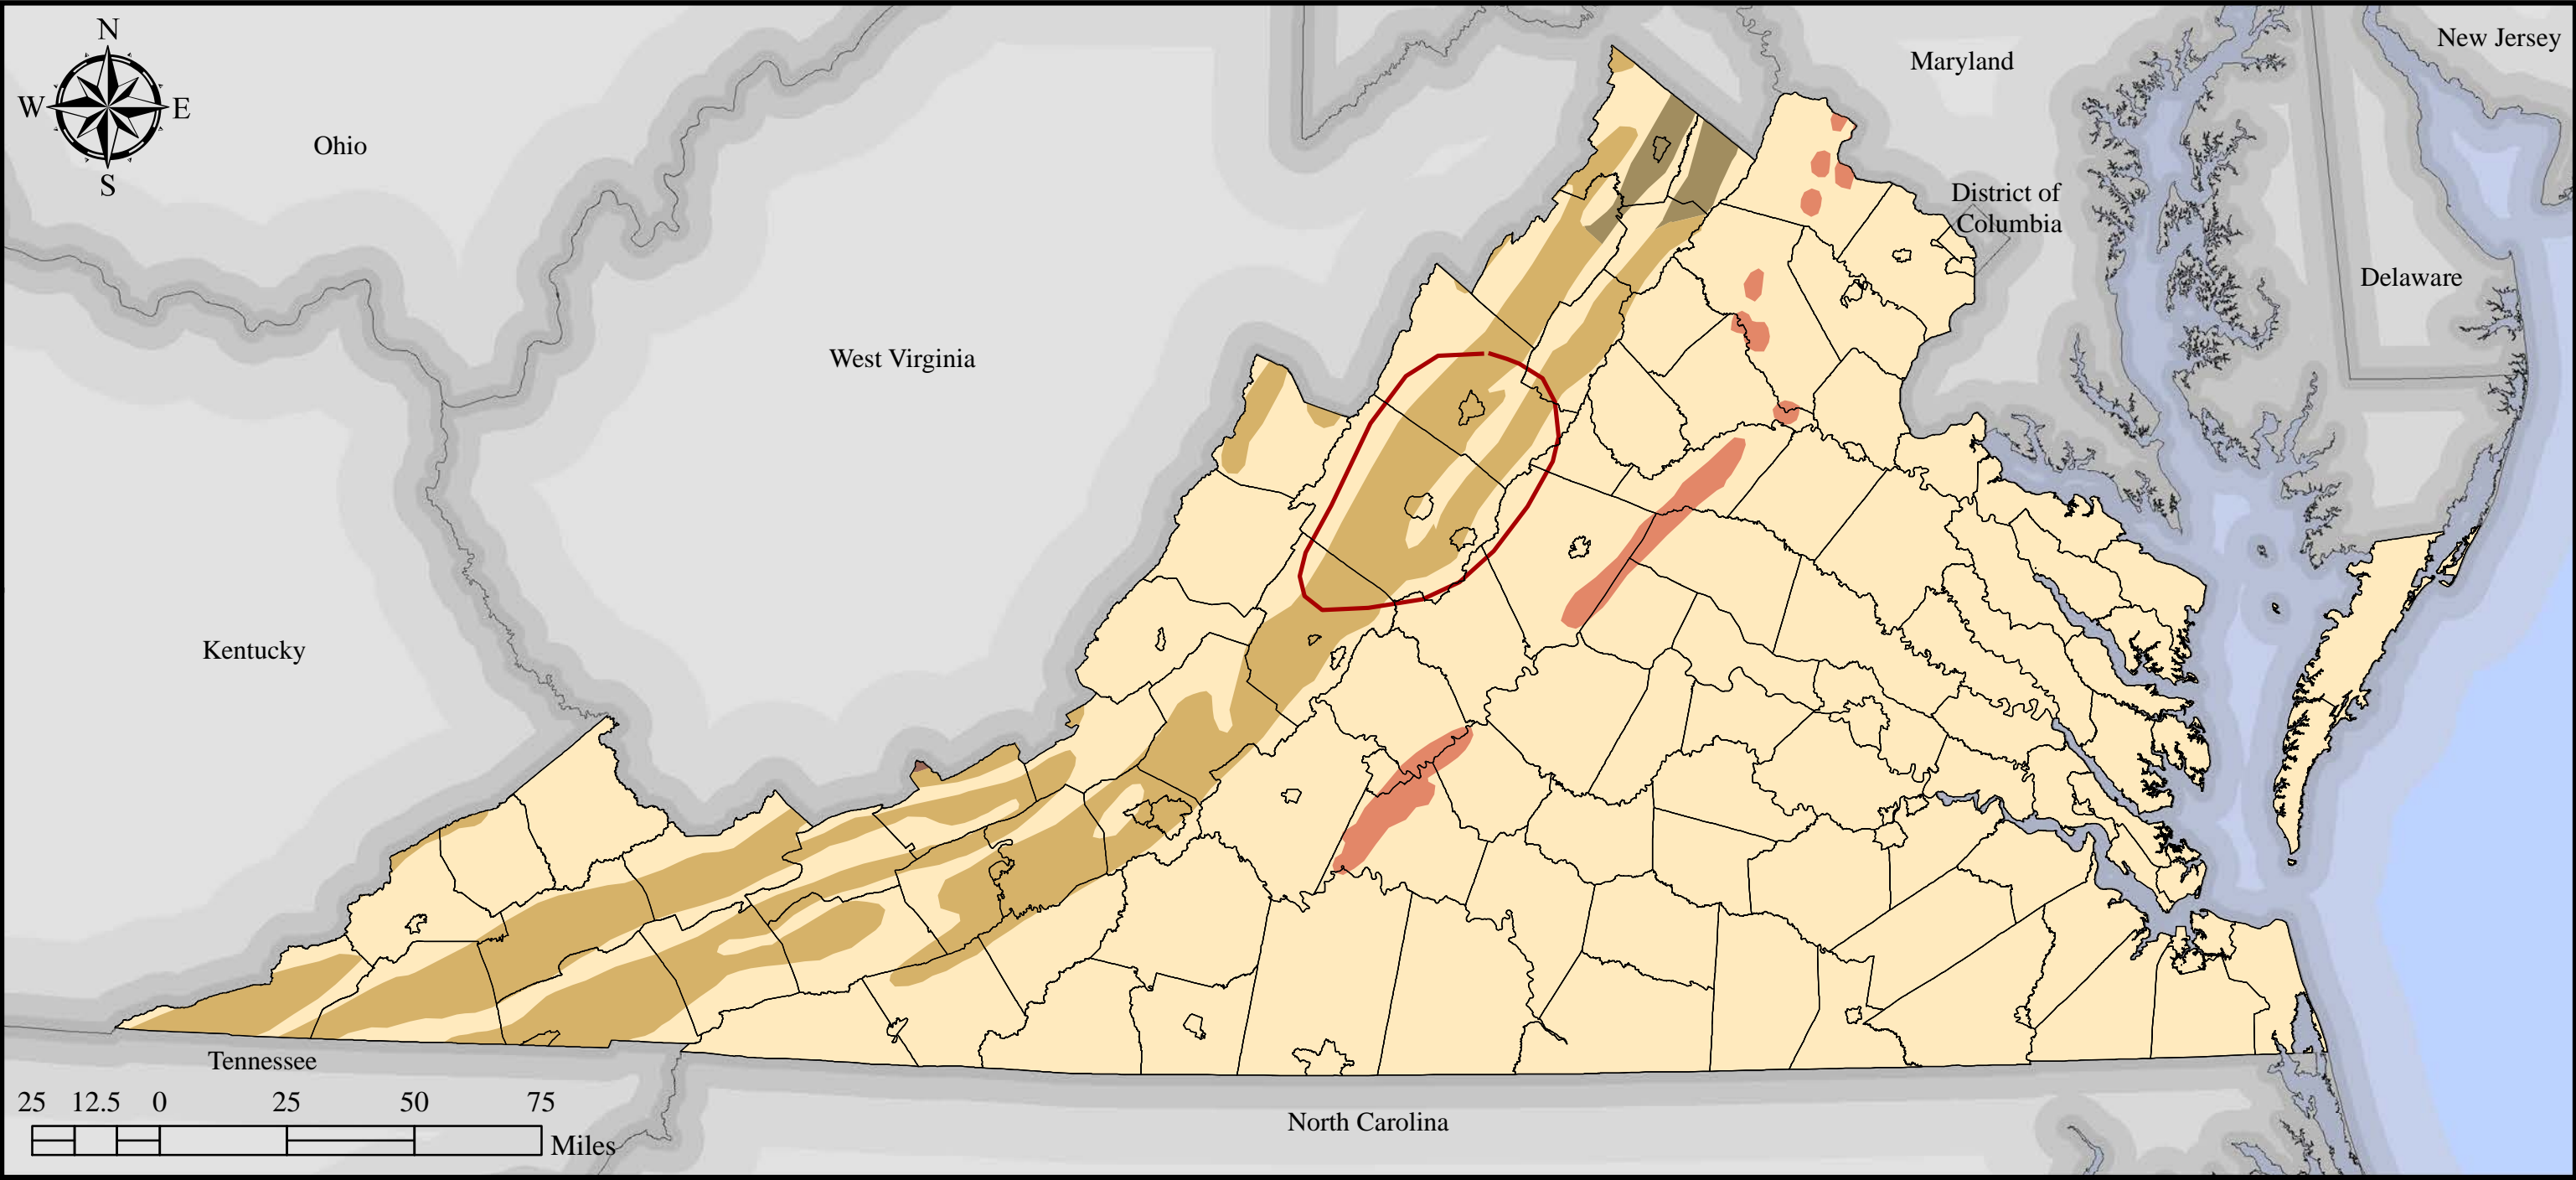 N
W E
S
Ohio
Maryland
New Jersey
District of
Columbia
Delaware
West Virginia
Kentucky
Tennessee
25 12.5 0 25 50 75
Miles
North Carolina